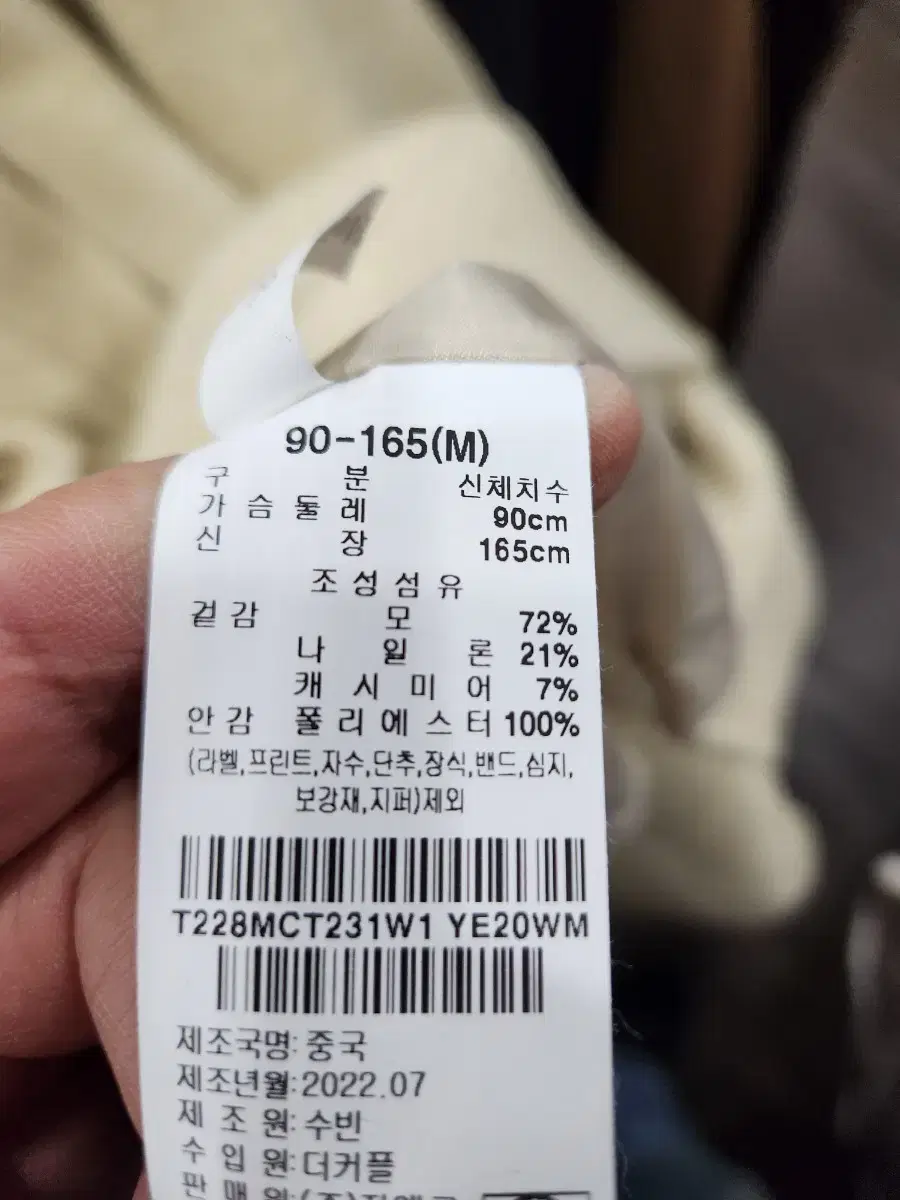 90-165(M)
구 분 신체치수
가 슴 둘 레 90cm
신 장 165cm
조 성 섬 유
겉 감 모 72%
나 일 론 21%
캐 시 미 어 7%
안 감 폴 리 에 스 터 100%
(라벨,프린트,자수,단추,장식,밴드,심지,
보강재,지퍼)제외
T228MCT231W1 YE20WM
제조국명: 중국
제조년월: 2022.07
제 조 원: 수빈
수 입 원: 더커플
판 매 원: (주)